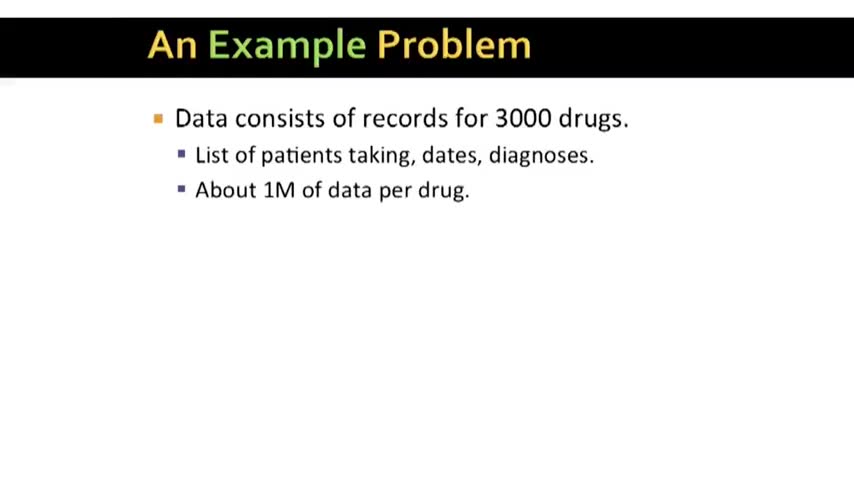 An Example Problem
Data consists of records for 3000 drugs.
List of patients taking, dates, diagnoses.
About 1M of data per drug.